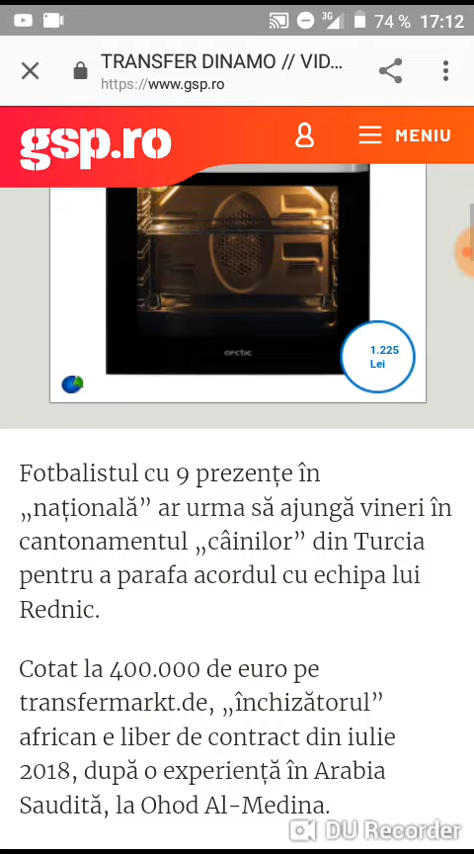 3G 74 % 17:12
TRANSFER DINAMO // VID...
https://www.gsp.ro
gsp.ro MENIU
arctic
1.225
Lei
Fotbalistul cu 9 prezențe în
„națională” ar urma să ajungă vineri în
cantonamentul „câinilor” din Turcia
pentru a parafa acordul cu echipa lui
Rednic.
Cotat la 400.000 de euro pe
transfermarkt.de, „închizătorul”
african e liber de contract din iulie
2018, după o experiență în Arabia
Saudită, la Ohod Al-Medina.
DU Recorder